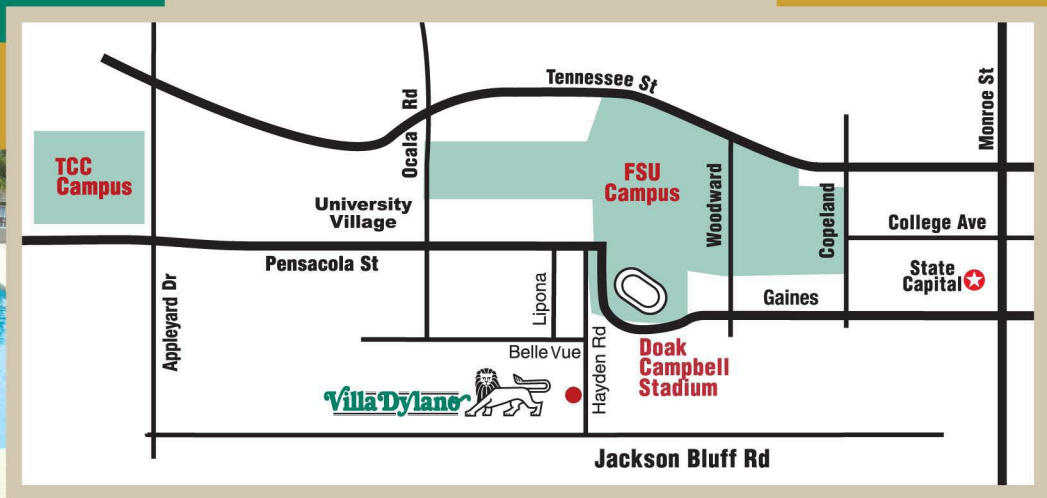 Tennessee St
Monroe St
Ocala Rd
TCC
Campus
FSU
Campus
Woodward
Copeland
University
Village
College Ave
Pensacola St
State
Capital
Appleyard Dr
Lipona
Gaines
Belle Vue
Hayden Rd
Doak
Campbell
Stadium
Villa Dylano
Jackson Bluff Rd